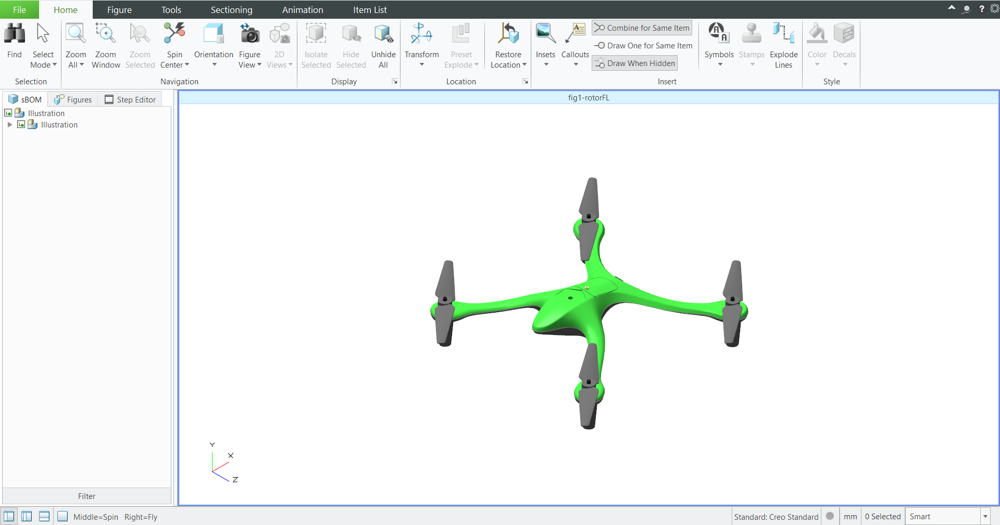 File Home Figure Tools Sectioning Animation Item List
Find
Select Mode
Zoom All
Zoom Window
Zoom Selected
Spin Center
Orientation
Figure View
2D Views
Isolate Selected
Hide Selected
Unhide All
Transform
Preset Explode
Restore Location
Insets
Callouts
Combine for Same Item
Draw One for Same Item
Draw When Hidden
Symbols
Stamps
Explode Lines
Color
Decals
Selection Navigation Display Location Insert Style
sBOM Figures Step Editor
Illustration
Illustration
Filter
fig1-rotorFL
Y
X
Z
Middle=Spin Right=Fly
Standard: Creo Standard mm 0 Selected Smart